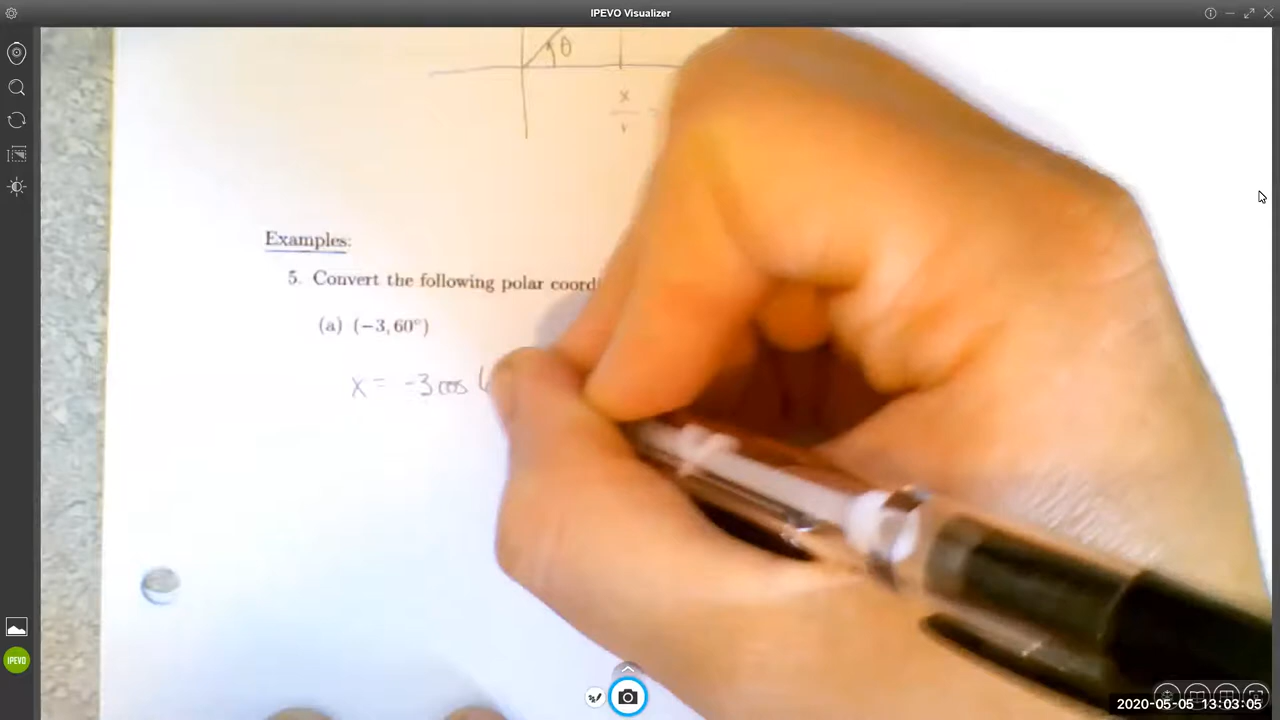 IPEVO Visualizer
θ
x
r
Examples:
5. Convert the following polar
(a) (−3, 60°)
x = -3 cos
IPEVO
2020-05-05 13:03:05